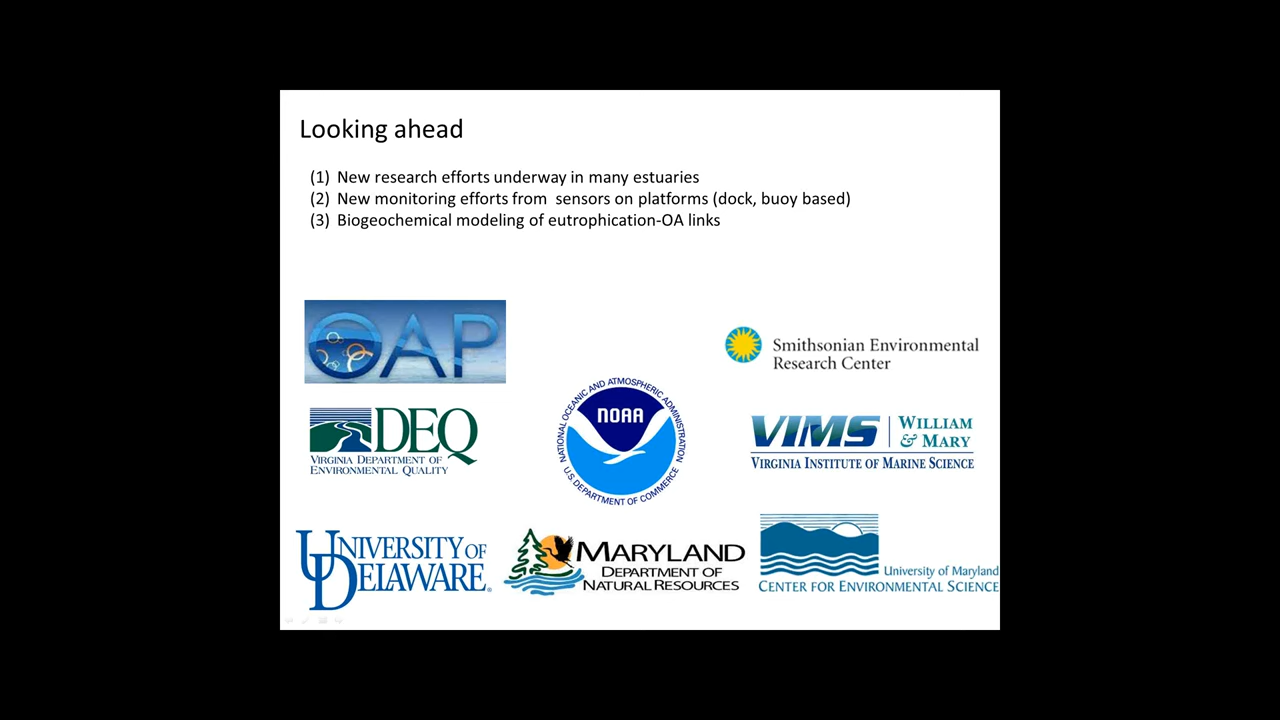 Looking ahead
(1) New research efforts underway in many estuaries
(2) New monitoring efforts from  sensors on platforms (dock, buoy based)
(3) Biogeochemical modeling of eutrophication-OA links
OAP
Smithsonian Environmental
Research Center
DEQ
VIRGINIA DEPARTMENT OF
ENVIRONMENTAL QUALITY
NATIONAL OCEANIC AND ATMOSPHERIC ADMINISTRATION
NOAA
U.S. DEPARTMENT OF COMMERCE
VIMS
WILLIAM
& MARY
VIRGINIA INSTITUTE OF MARINE SCIENCE
UNIVERSITY OF
DELAWARE
MARYLAND
DEPARTMENT OF
NATURAL RESOURCES
University of Maryland
CENTER FOR ENVIRONMENTAL SCIENCE